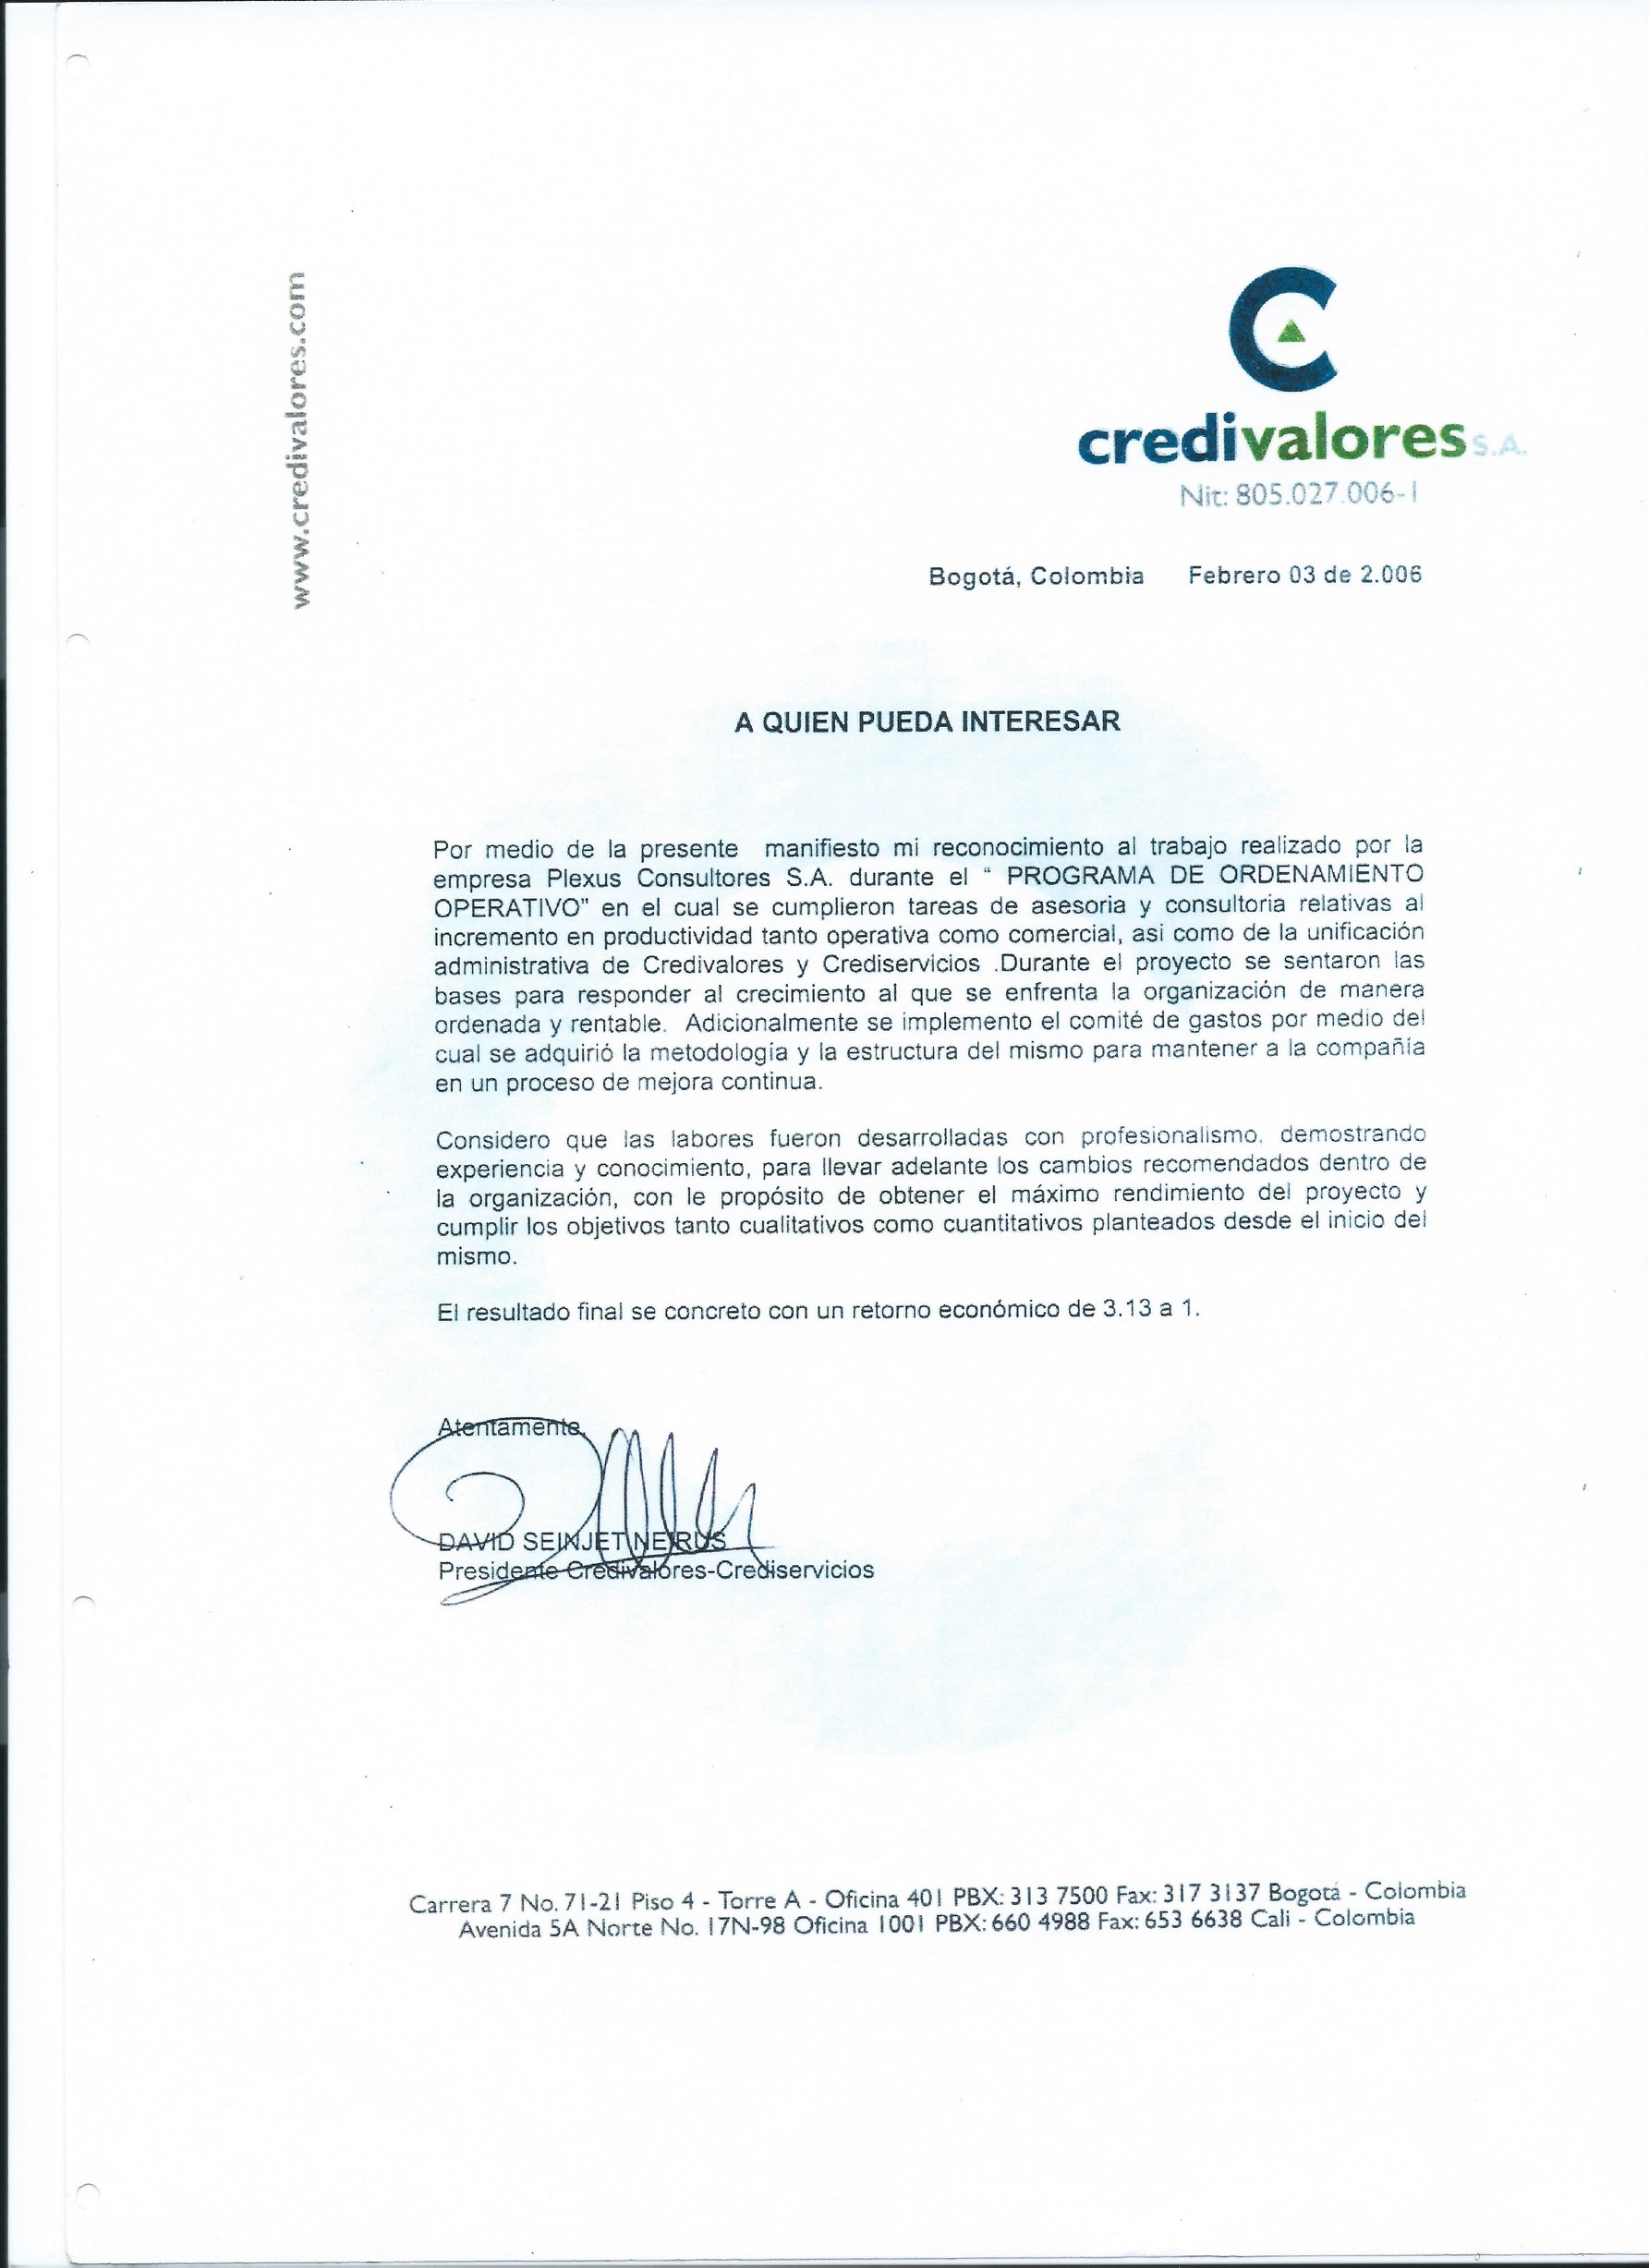 www.credivalores.com
credivalores S.A.
Nit: 805.027.006-1
Bogotá, Colombia Febrero 03 de 2.006
A QUIEN PUEDA INTERESAR
Por medio de la presente manifiesto mi reconocimiento al trabajo realizado por la
empresa Plexus Consultores S.A. durante el “ PROGRAMA DE ORDENAMIENTO
OPERATIVO” en el cual se cumplieron tareas de asesoria y consultoria relativas al
incremento en productividad tanto operativa como comercial, asi como de la unificación
administrativa de Credivalores y Crediservicios .Durante el proyecto se sentaron las
bases para responder al crecimiento al que se enfrenta la organización de manera
ordenada y rentable. Adicionalmente se implemento el comité de gastos por medio del
cual se adquirió la metodología y la estructura del mismo para mantener a la compañía
en un proceso de mejora continua.
Considero que las labores fueron desarrolladas con profesionalismo, demostrando
experiencia y conocimiento, para llevar adelante los cambios recomendados dentro de
la organización, con le propósito de obtener el máximo rendimiento del proyecto y
cumplir los objetivos tanto cualitativos como cuantitativos planteados desde el inicio del
mismo.
El resultado final se concreto con un retorno económico de 3.13 a 1.
Atentamente,
DAVID SEINJET NEIRUS
Presidente Credivalores-Crediservicios
Carrera 7 No. 71-21 Piso 4 - Torre A - Oficina 401 PBX: 313 7500 Fax: 317 3137 Bogotá - Colombia
Avenida 5A Norte No. 17N-98 Oficina 1001 PBX: 660 4988 Fax: 653 6638 Cali - Colombia